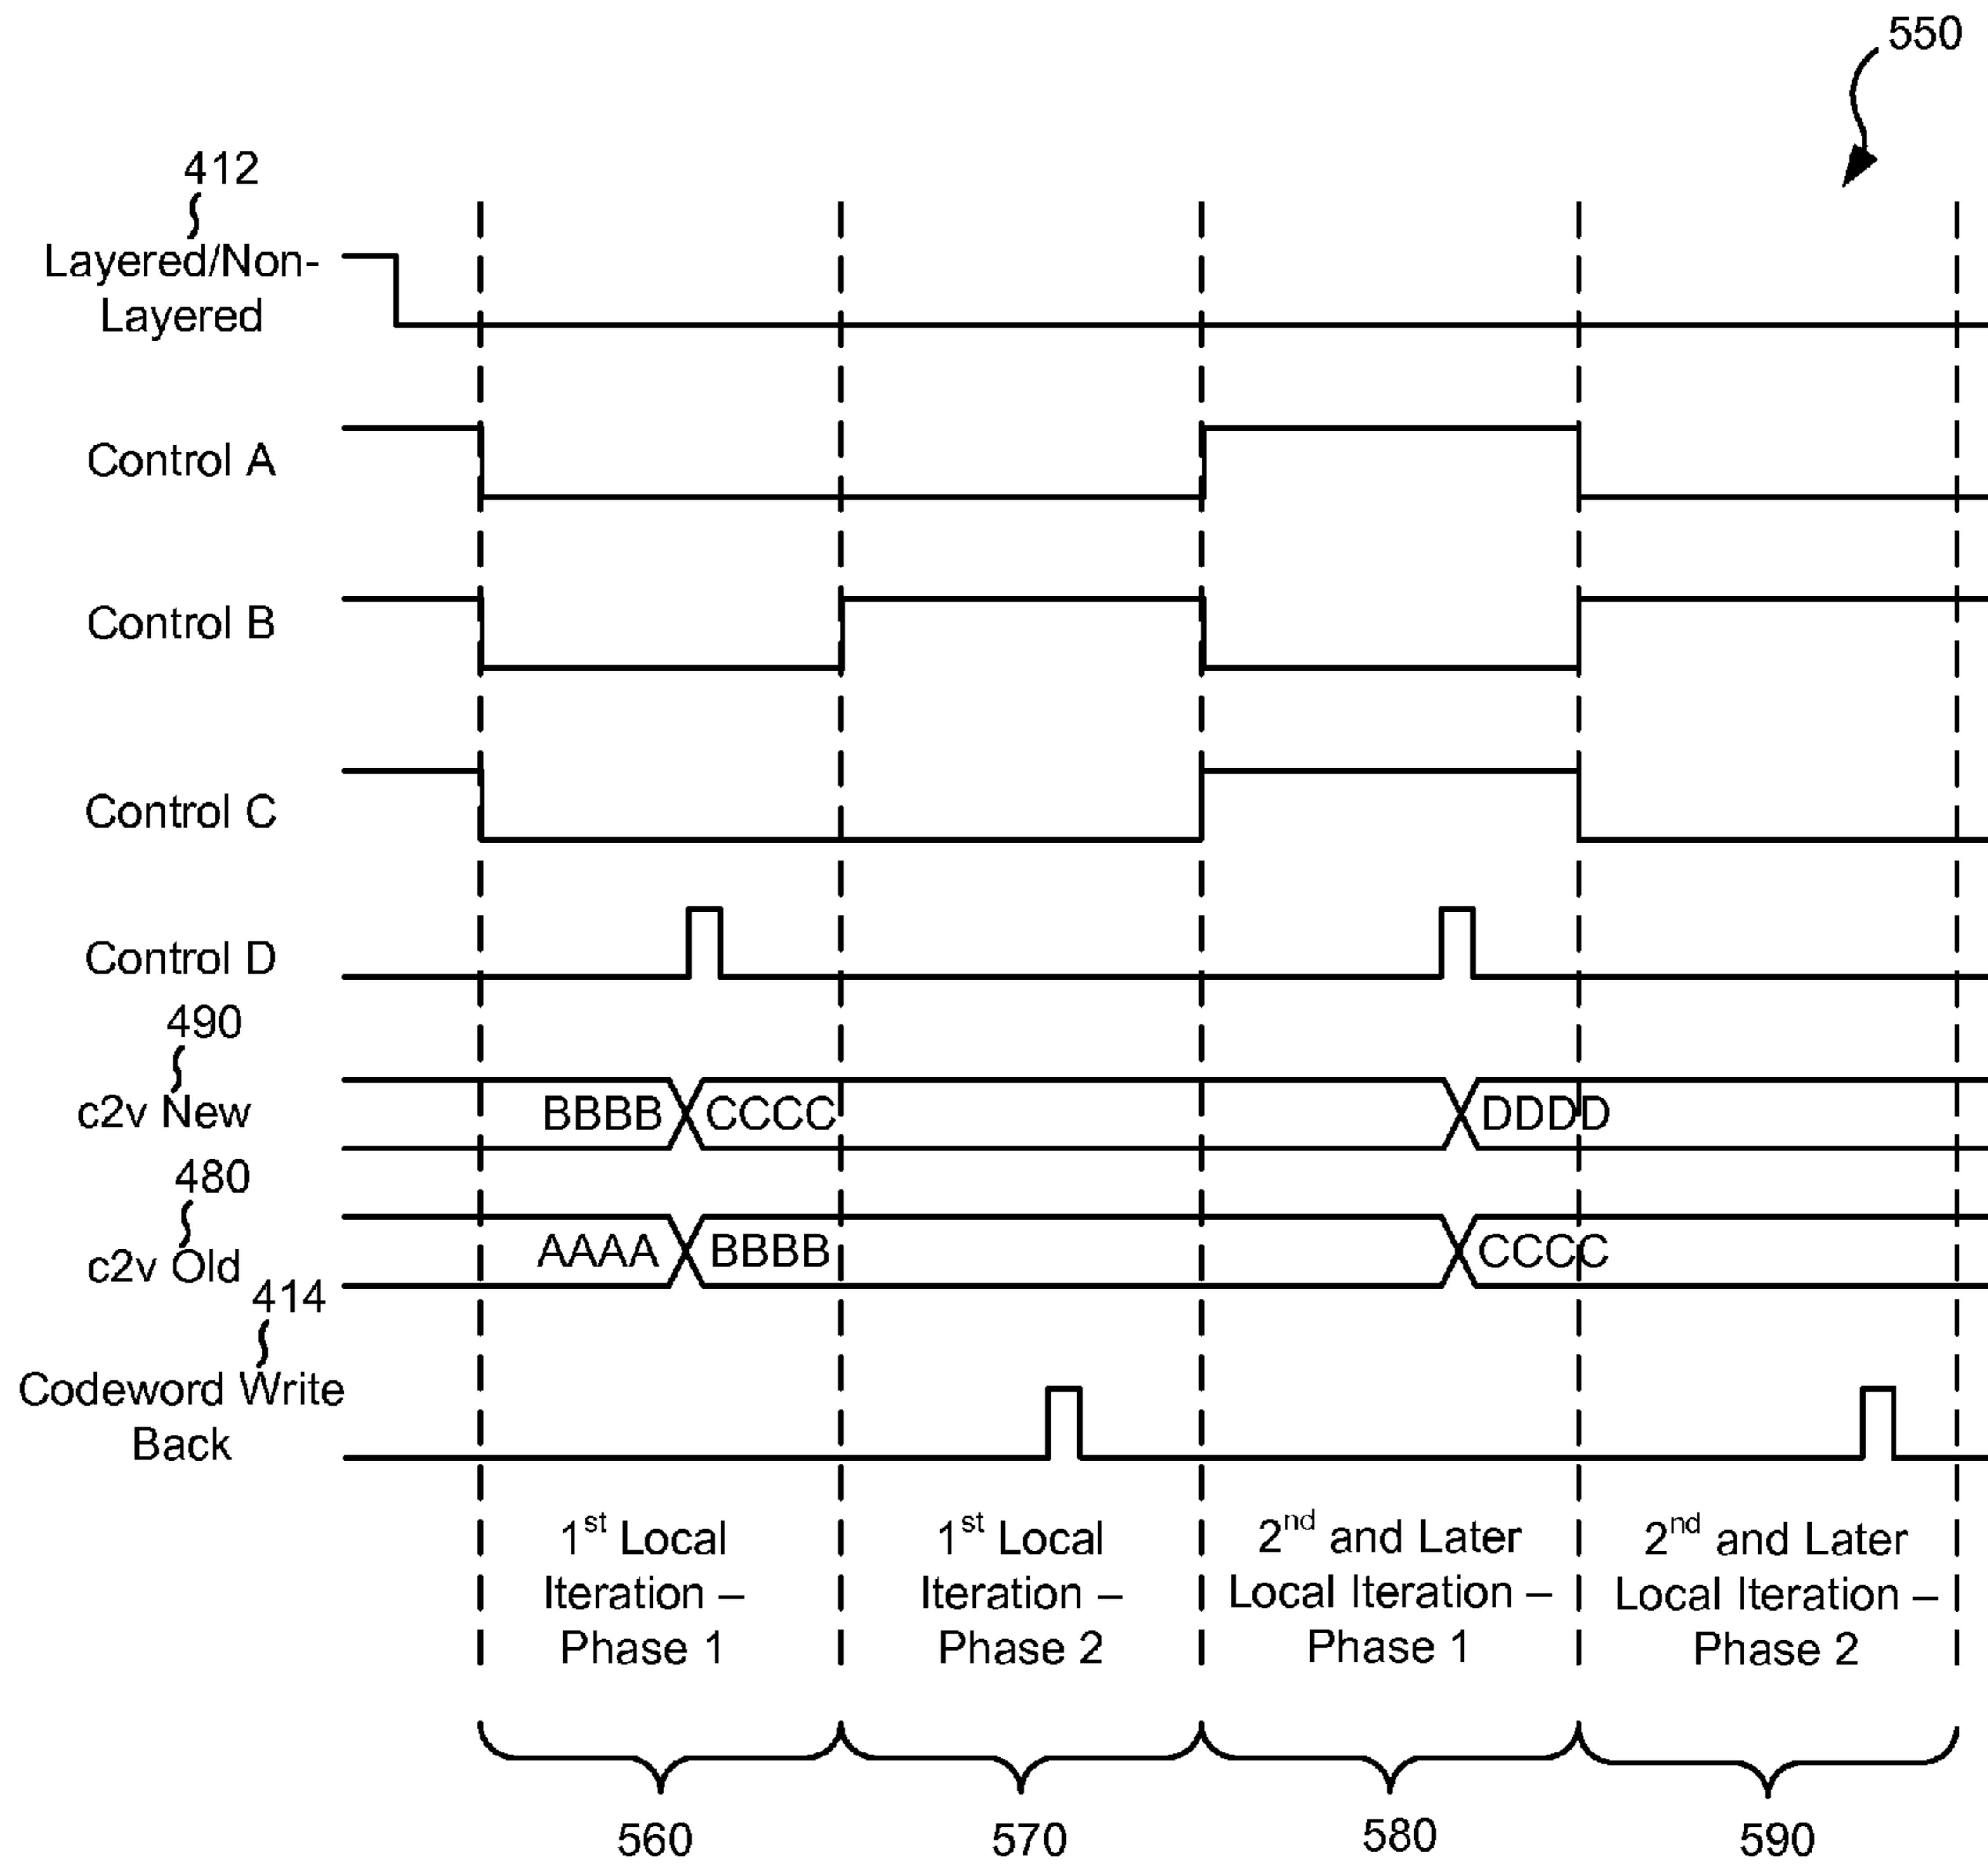 550
412
Layered/Non-
Layered
Control A
Control B
Control C
Control D
490
c2v New
BBBB CCCC DDDD
480
c2v Old
AAAA BBBB CCCC
414
Codeword Write
Back
1st Local
Iteration –
Phase 1
1st Local
Iteration –
Phase 2
2nd and Later
Local Iteration –
Phase 1
2nd and Later
Local Iteration –
Phase 2
560 570 580 590